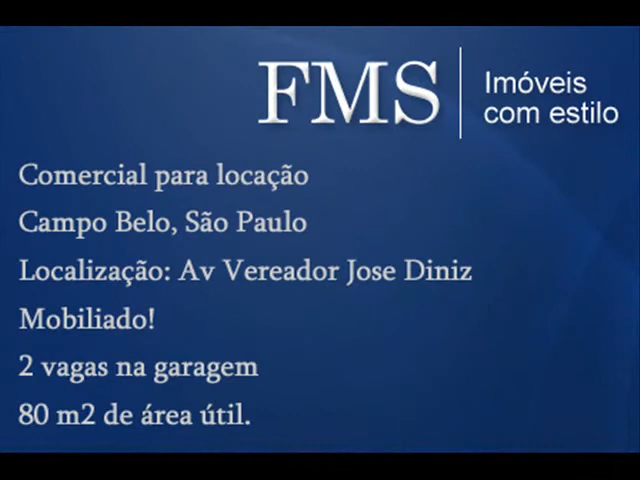 FMS
Imóveis
com estilo
Comercial para locação
Campo Belo, São Paulo
Localização: Av Vereador Jose Diniz
Mobiliado!
2 vagas na garagem
80 m2 de área útil.